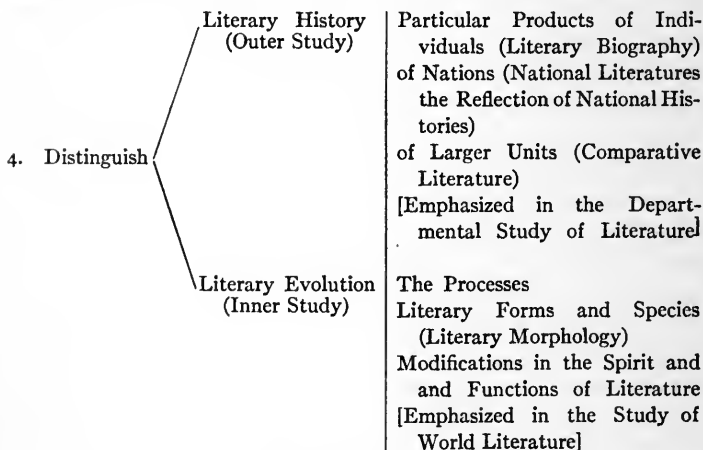 Literary History
(Outer Study)
Particular Products of Indi-
viduals (Literary Biography)
of Nations (National Literatures
the Reflection of National His-
tories)
of Larger Units (Comparative
Literature)
[Emphasized in the Depart-
mental Study of Literature]
4. Distinguish
Literary Evolution
(Inner Study)
The Processes
Literary Forms and Species
(Literary Morphology)
Modifications in the Spirit and
and Functions of Literature
[Emphasized in the Study of
World Literature]